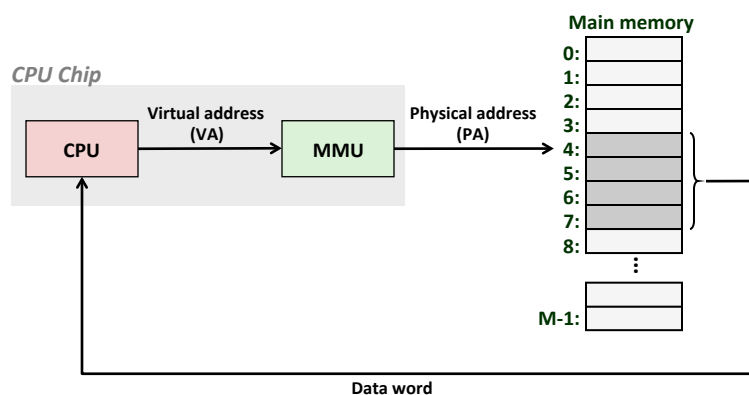 Main memory
CPU Chip
0:
1:
2:
3:
4:
5:
6:
7:
8:
...
M-1:
Virtual address
(VA)
Physical address
(PA)
CPU
MMU
Data word